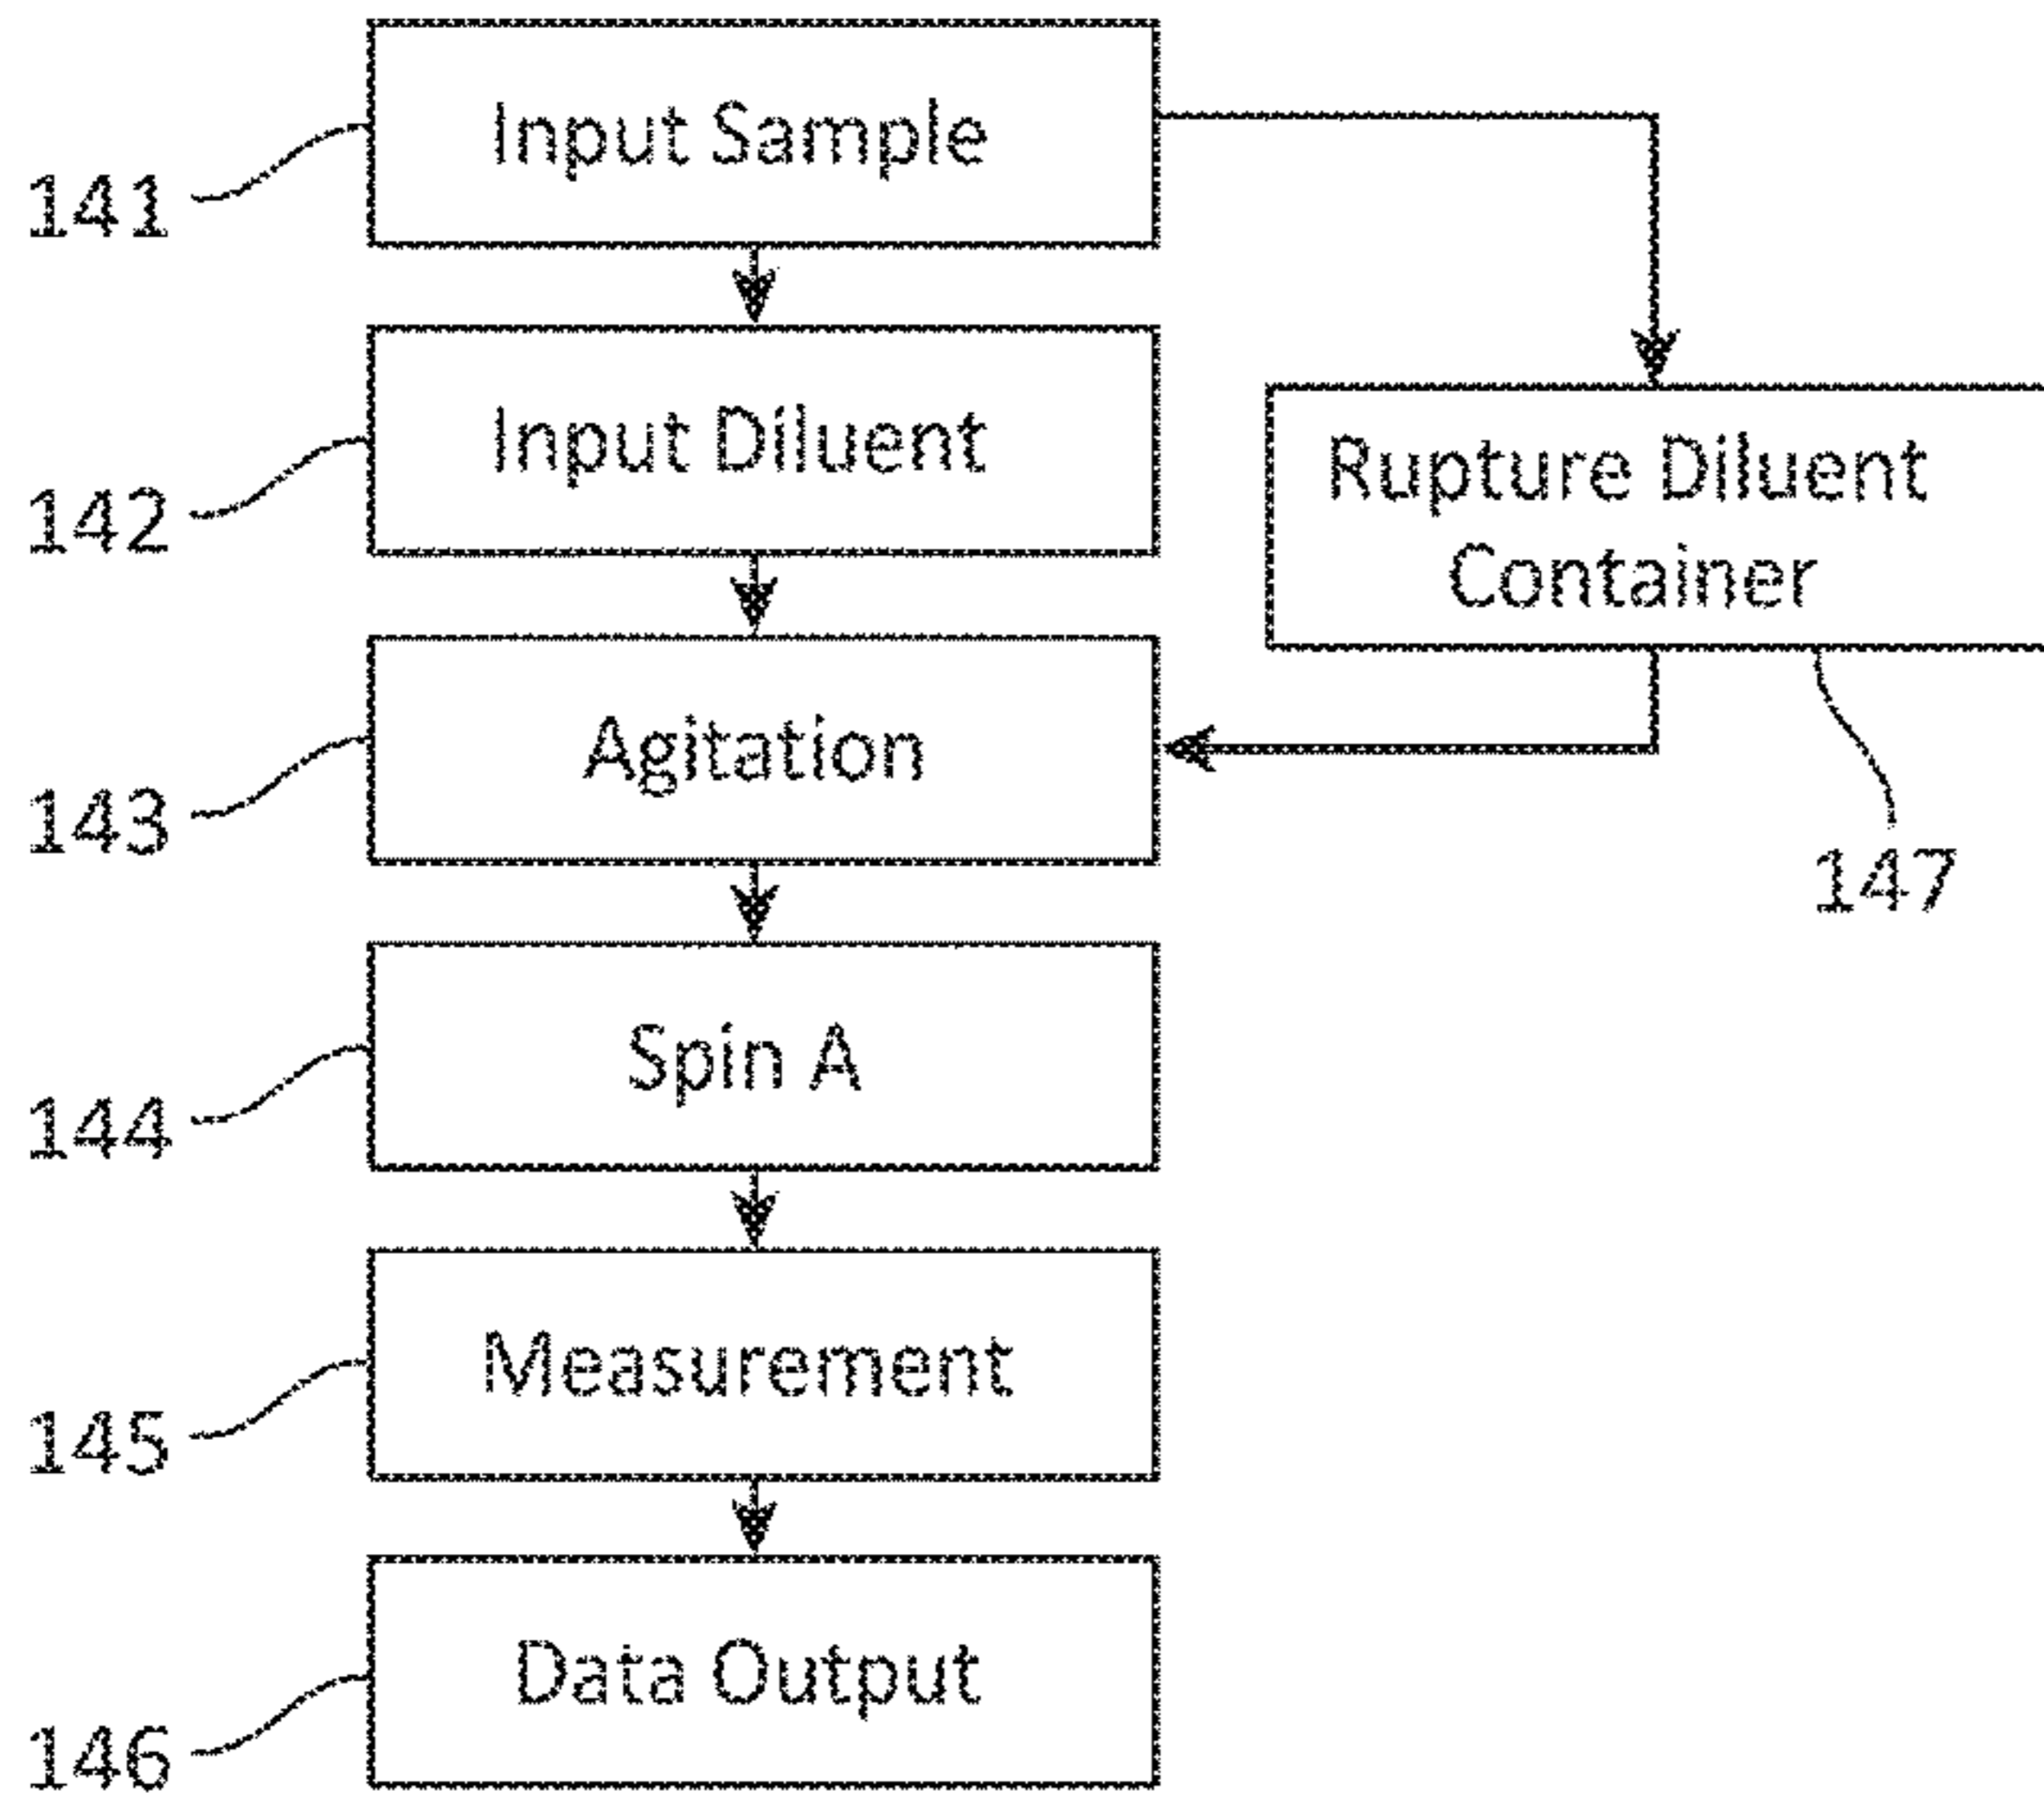 Input Sample
141
Input Diluent
142
Rupture Diluent
Container
Agitation
143
147
Spin A
144
Measurement
145
Data Output
146